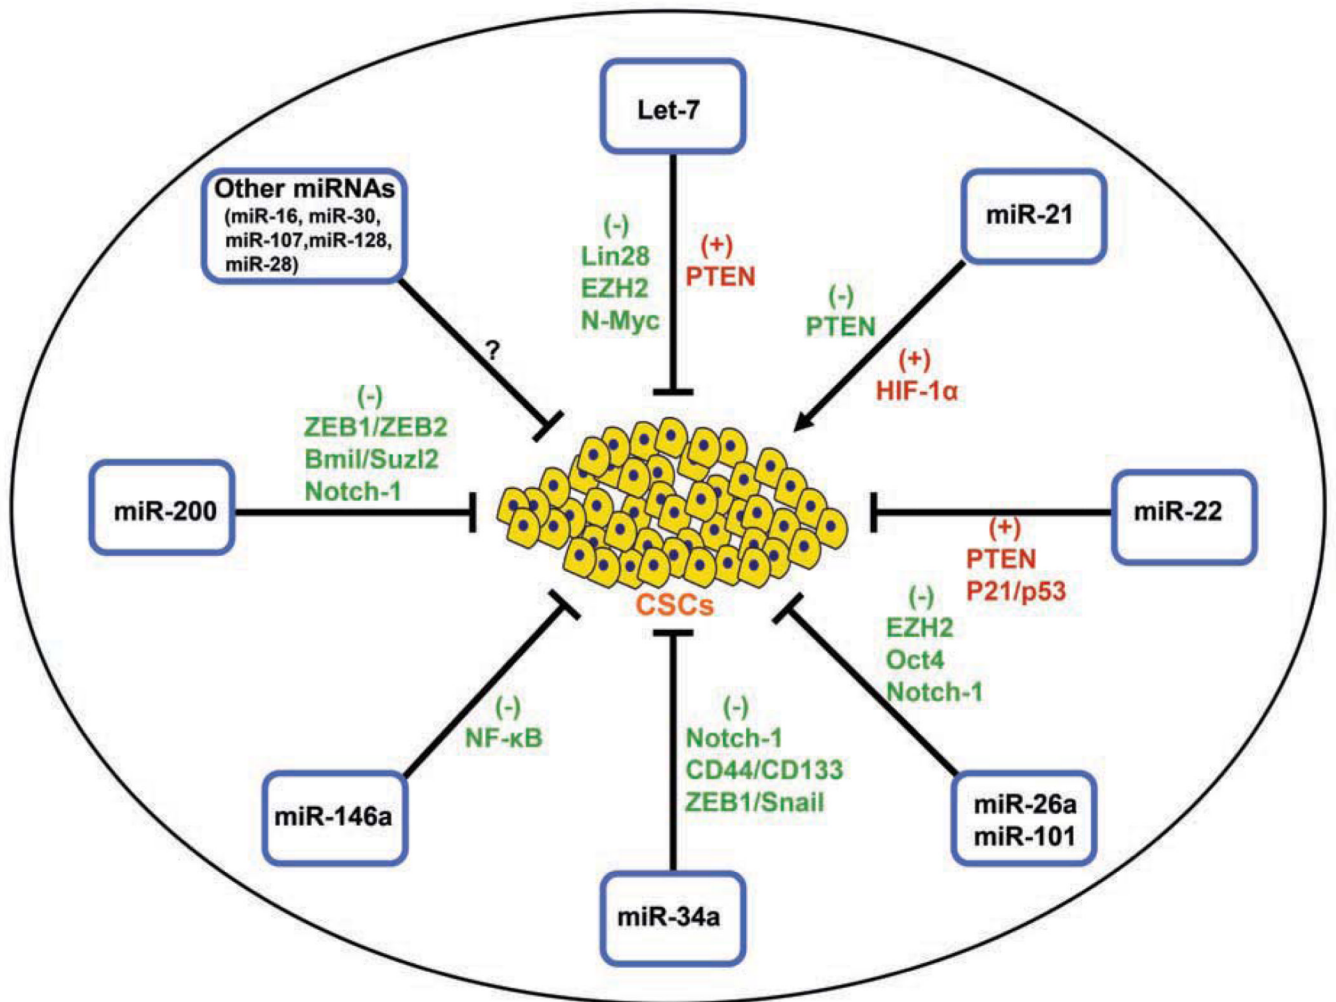 Let-7
Other miRNAs
(miR-16, miR-30,
miR-107,miR-128,
miR-28)
miR-21
(-)
Lin28
EZH2
N-Myc
(+)
PTEN
(-)
PTEN
(+)
HIF-1α
?
(-)
ZEB1/ZEB2
Bmil/Suzl2
Notch-1
miR-200
miR-22
(+)
PTEN
P21/p53
CSCs
(-)
EZH2
Oct4
Notch-1
(-)
NF-κB
(-)
Notch-1
CD44/CD133
ZEB1/Snail
miR-146a
miR-26a
miR-101
miR-34a